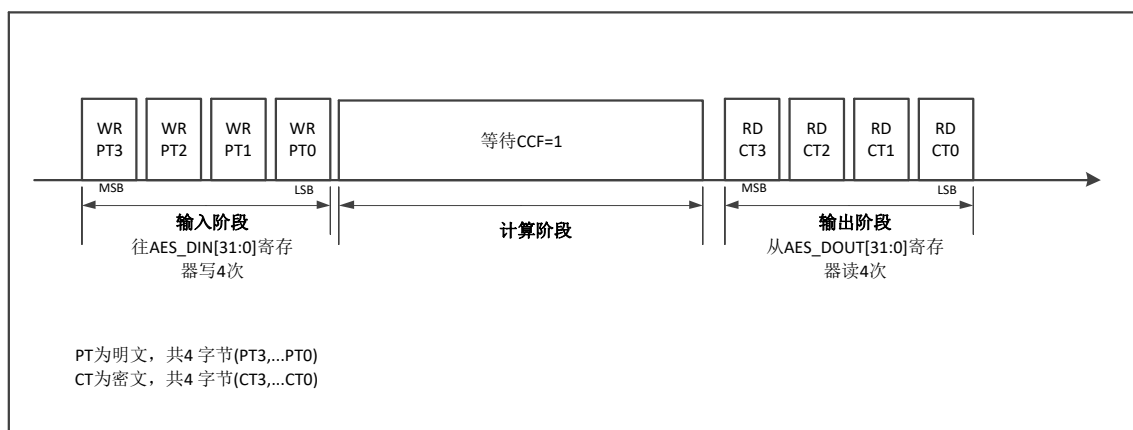 WR
PT3
WR
PT2
WR
PT1
WR
PT0
等待CCF=1
RD
CT3
RD
CT2
RD
CT1
RD
CT0
MSB
LSB
MSB
LSB
输入阶段
往AES_DIN[31:0]寄存
器写4次
计算阶段
输出阶段
从AES_DOUT[31:0]寄存
器读4次
PT为明文，共4 字节(PT3,...PT0)
CT为密文，共4 字节(CT3,...CT0)